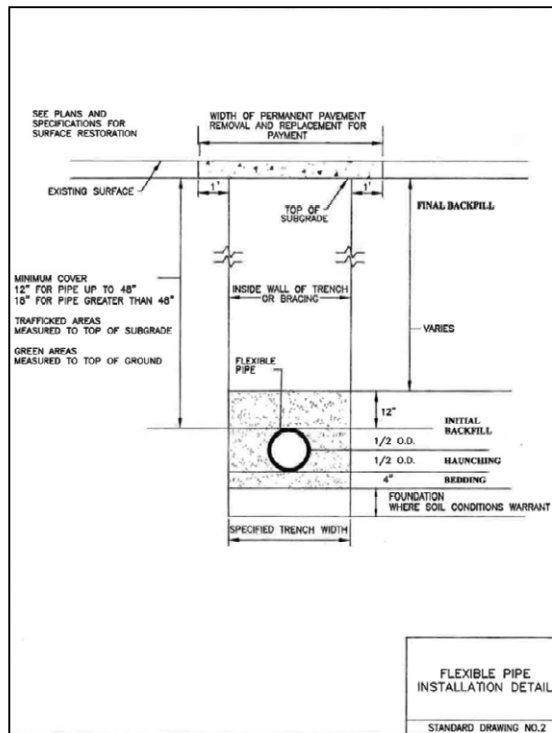 SEE PLANS AND
SPECIFICATIONS FOR
SURFACE RESTORATION
WIDTH OF PERMANENT PAVEMENT
REMOVAL AND REPLACEMENT FOR
PAYMENT
EXISTING SURFACE
1'
1'
TOP OF
SUBGRADE
FINAL BACKFILL
MINIMUM COVER
12" FOR PIPE UP TO 48"
18" FOR PIPE GREATER THAN 48"
TRAFFICKED AREAS
MEASURED TO TOP OF SUBGRADE
GREEN AREAS
MEASURED TO TOP OF GROUND
INSIDE WALL OF TRENCH
OR BRACING
VARIES
FLEXIBLE
PIPE
12"
INITIAL
BACKFILL
1/2 O.D.
1/2 O.D.
HAUNCHING
4"
BEDDING
FOUNDATION
WHERE SOIL CONDITIONS WARRANT
SPECIFIED TRENCH WIDTH
FLEXIBLE PIPE
INSTALLATION DETAIL
STANDARD DRAWING NO.2